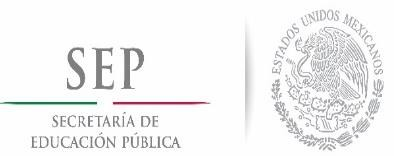 SEP
SECRETARÍA DE
EDUCACIÓN PÚBLICA
ESTADOS UNIDOS MEXICANOS